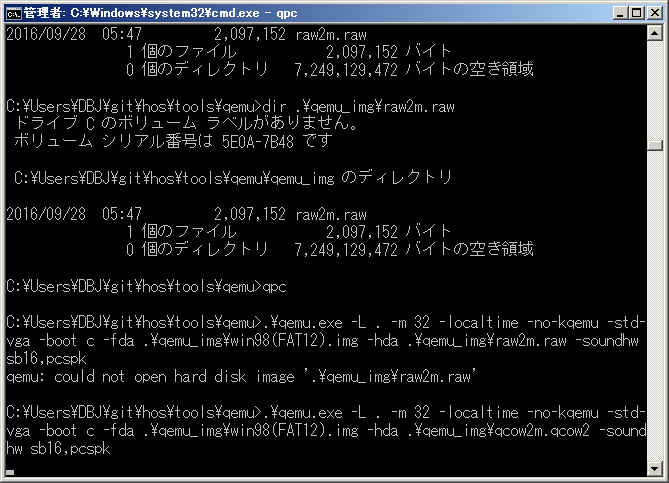 管理者: C:¥Windows¥system32¥cmd.exe - qpc
2016/09/28  05:47         2,097,152 raw2m.raw
               1 個のファイル           2,097,152 バイト
               0 個のディレクトリ   7,249,129,472 バイトの空き領域
C:¥Users¥DBJ¥git¥hos¥tools¥qemu>dir .¥qemu_img¥raw2m.raw
 ドライブ C のボリューム ラベルがありません。
 ボリューム シリアル番号は 5E0A-7B48 です
 C:¥Users¥DBJ¥git¥hos¥tools¥qemu¥qemu_img のディレクトリ
2016/09/28  05:47         2,097,152 raw2m.raw
               1 個のファイル           2,097,152 バイト
               0 個のディレクトリ   7,249,129,472 バイトの空き領域
C:¥Users¥DBJ¥git¥hos¥tools¥qemu>qpc
C:¥Users¥DBJ¥git¥hos¥tools¥qemu>.¥qemu.exe -L . -m 32 -localtime -no-kqemu -std-
vga -boot c -fda .¥qemu_img¥win98(FAT12).img -hda .¥qemu_img¥raw2m.raw -soundhw
sb16,pcspk
qemu: could not open hard disk image '.¥qemu_img¥raw2m.raw'
C:¥Users¥DBJ¥git¥hos¥tools¥qemu>.¥qemu.exe -L . -m 32 -localtime -no-kqemu -std-
vga -boot c -fda .¥qemu_img¥win98(FAT12).img -hda .¥qemu_img¥qcow2m.qcow2 -sound
hw sb16,pcspk